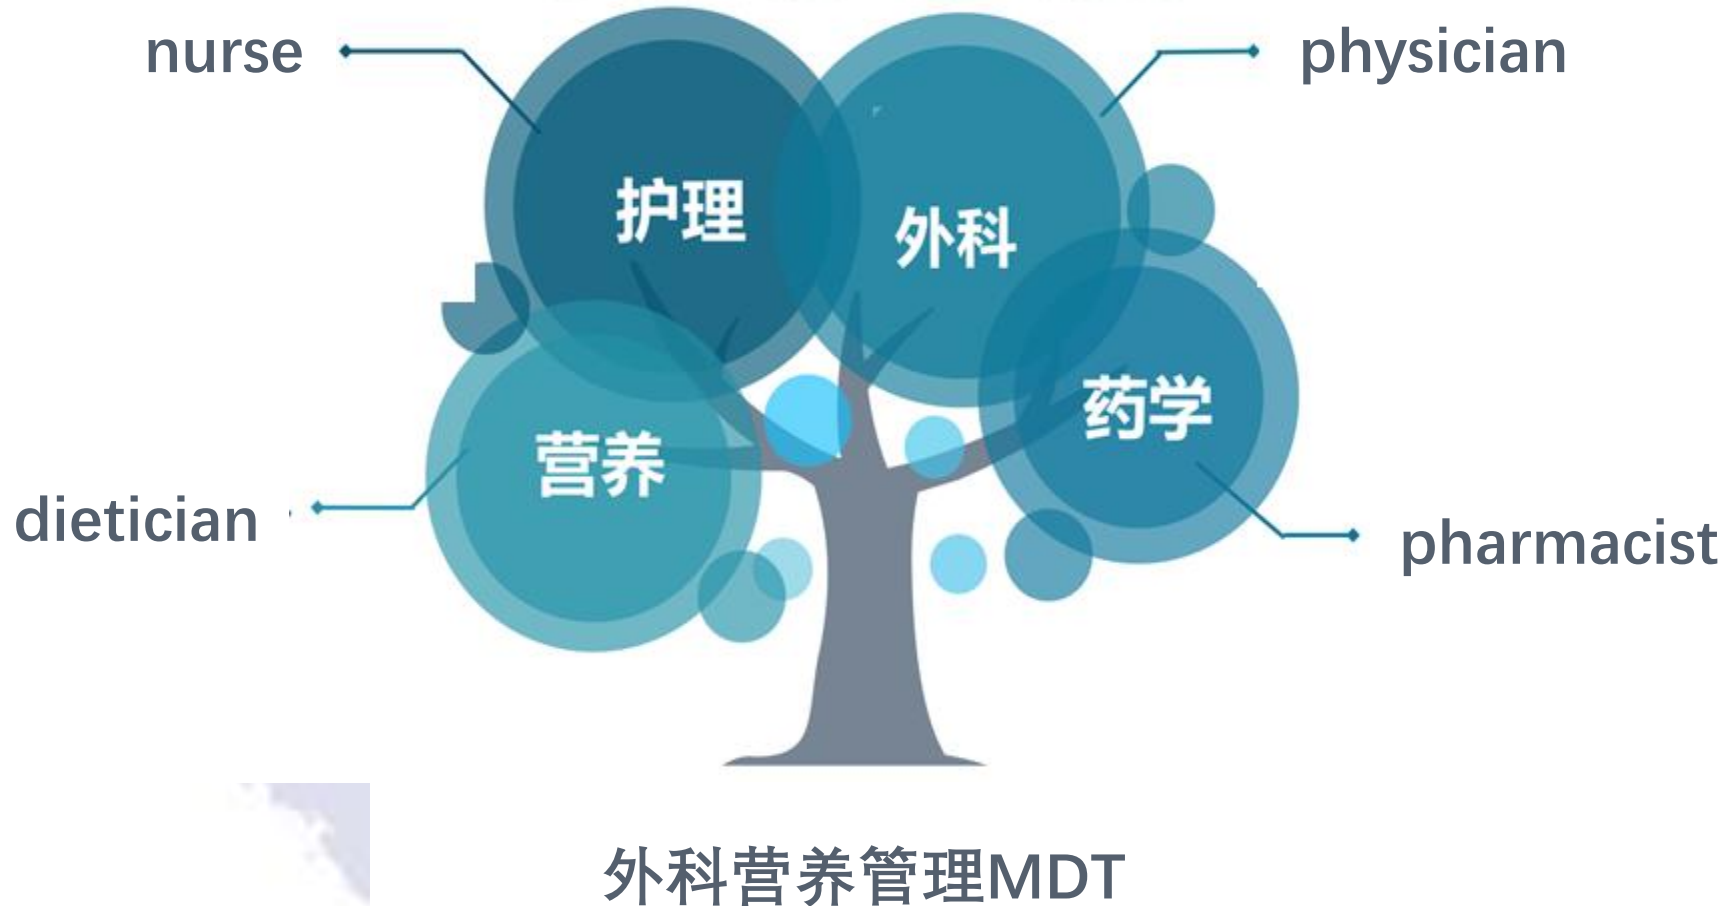 nurse
physician
护理
外科
药学
营养
dietician
pharmacist
外科营养管理MDT